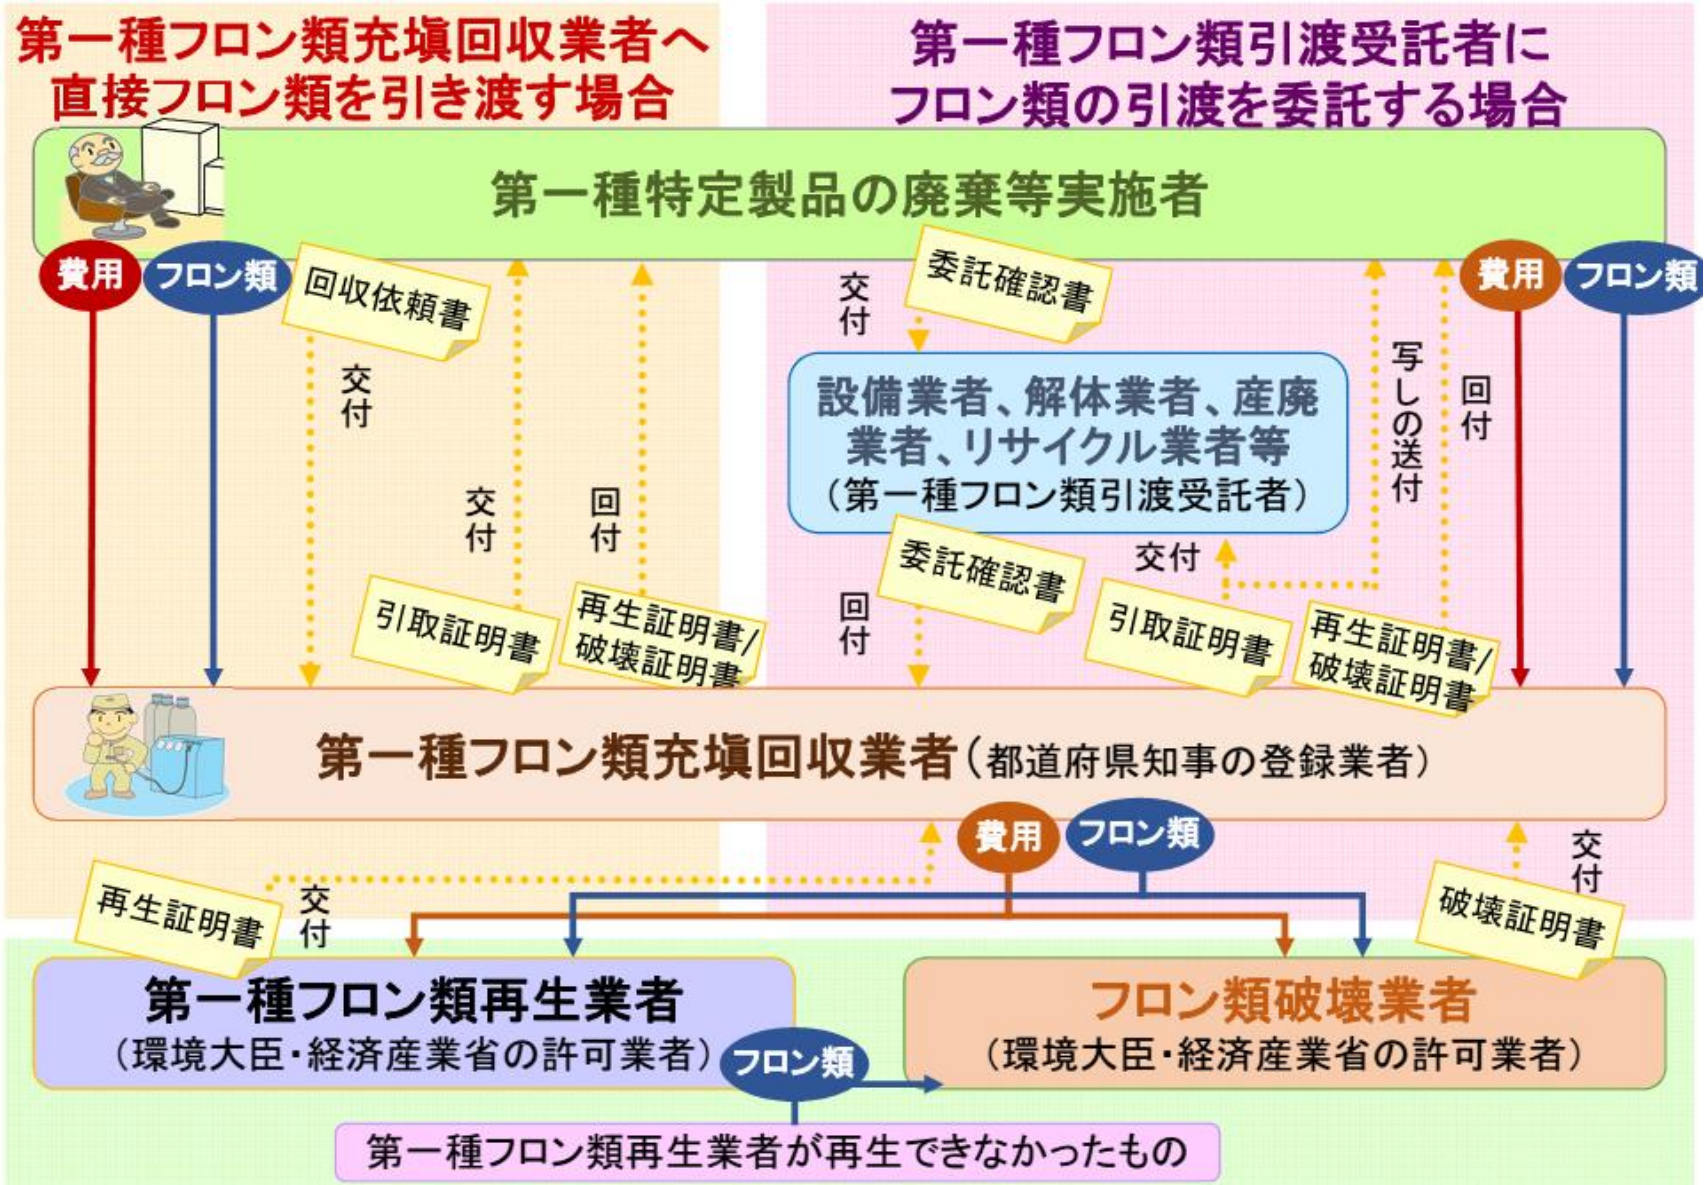 第一種フロン類充塡回収業者へ
直接フロン類を引き渡す場合
第一種フロン類引渡受託者に
フロン類の引渡を委託する場合
第一種特定製品の廃棄等実施者
費用
フロン類
回収依頼書
交付
引取証明書
交付
再生証明書/
破壊証明書
回付
委託確認書
交付
設備業者、解体業者、産廃
業者、リサイクル業者等
（第一種フロン類引渡受託者）
委託確認書
回付
引取証明書
交付
写しの送付
再生証明書/
破壊証明書
回付
費用
フロン類
第一種フロン類充塡回収業者（都道府県知事の登録業者）
費用
フロン類
再生証明書
交付
破壊証明書
交付
第一種フロン類再生業者
（環境大臣・経済産業省の許可業者）
フロン類
フロン類破壊業者
（環境大臣・経済産業省の許可業者）
第一種フロン類再生業者が再生できなかったもの